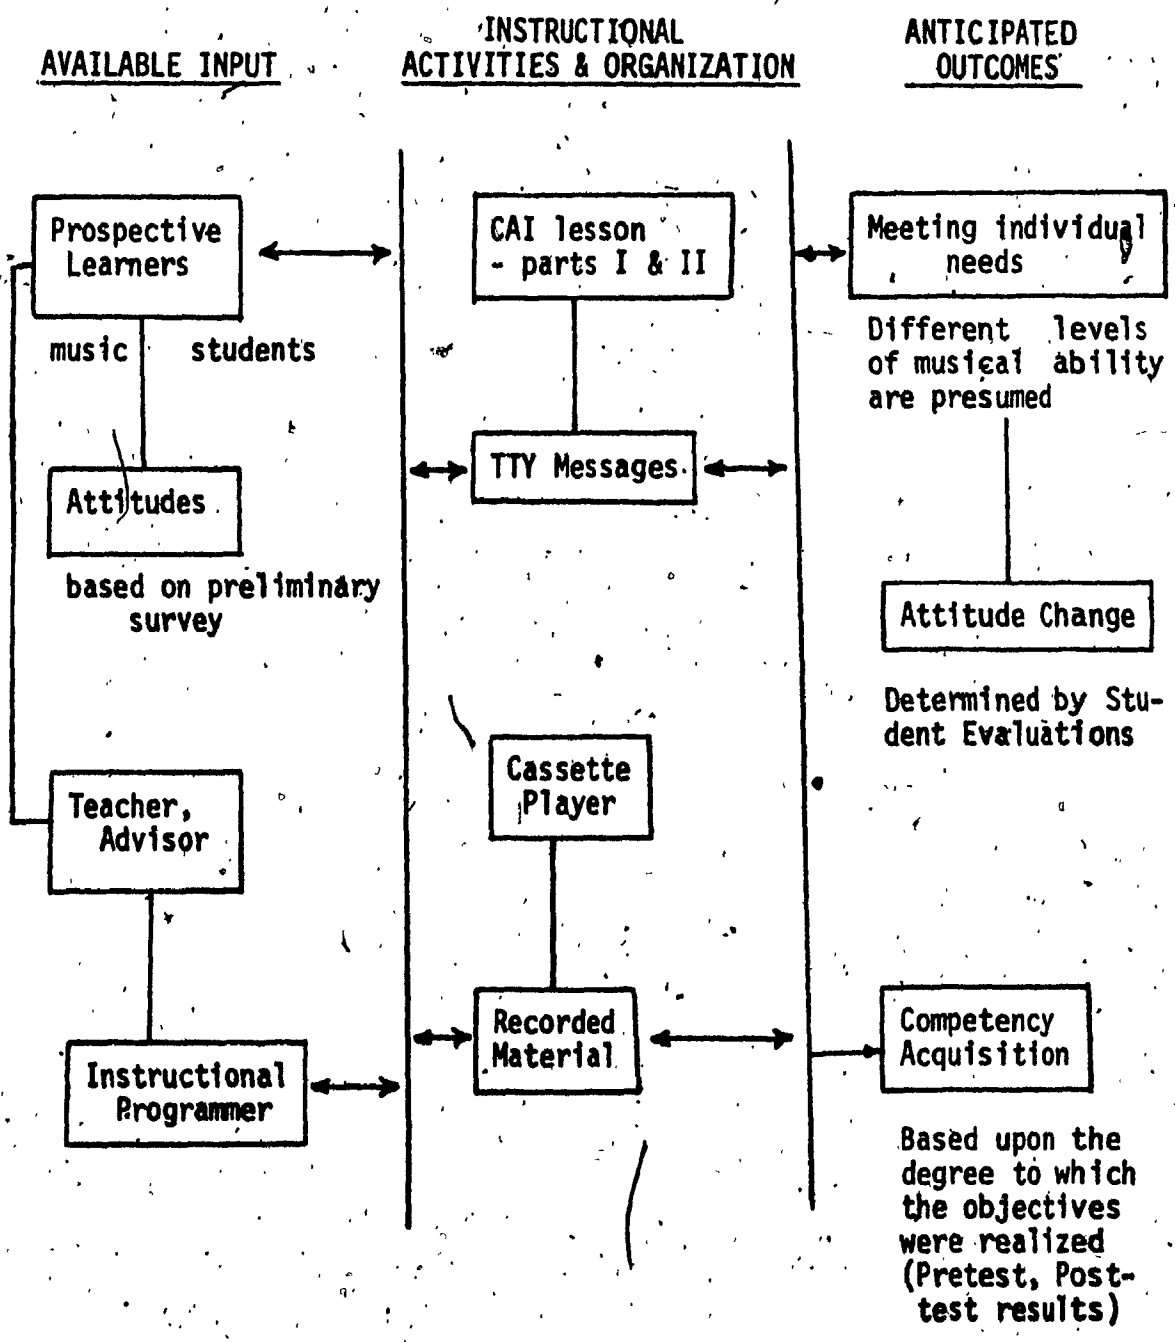 AVAILABLE INPUT
INSTRUCTIONAL
ACTIVITIES & ORGANIZATION
ANTICIPATED
OUTCOMES
Prospective
Learners
music students
Attitudes
based on preliminary
survey
Teacher,
Advisor
Instructional
Programmer
CAI lesson
- parts I & II
TTY Messages
Cassette
Player
Recorded
Material
Meeting individual
needs
Different levels
of musical ability
are presumed
Attitude Change
Determined by Stu-
dent Evaluations
Competency
Acquisition
Based upon the
degree to which
the objectives
were realized
(Pretest, Post-
test results)